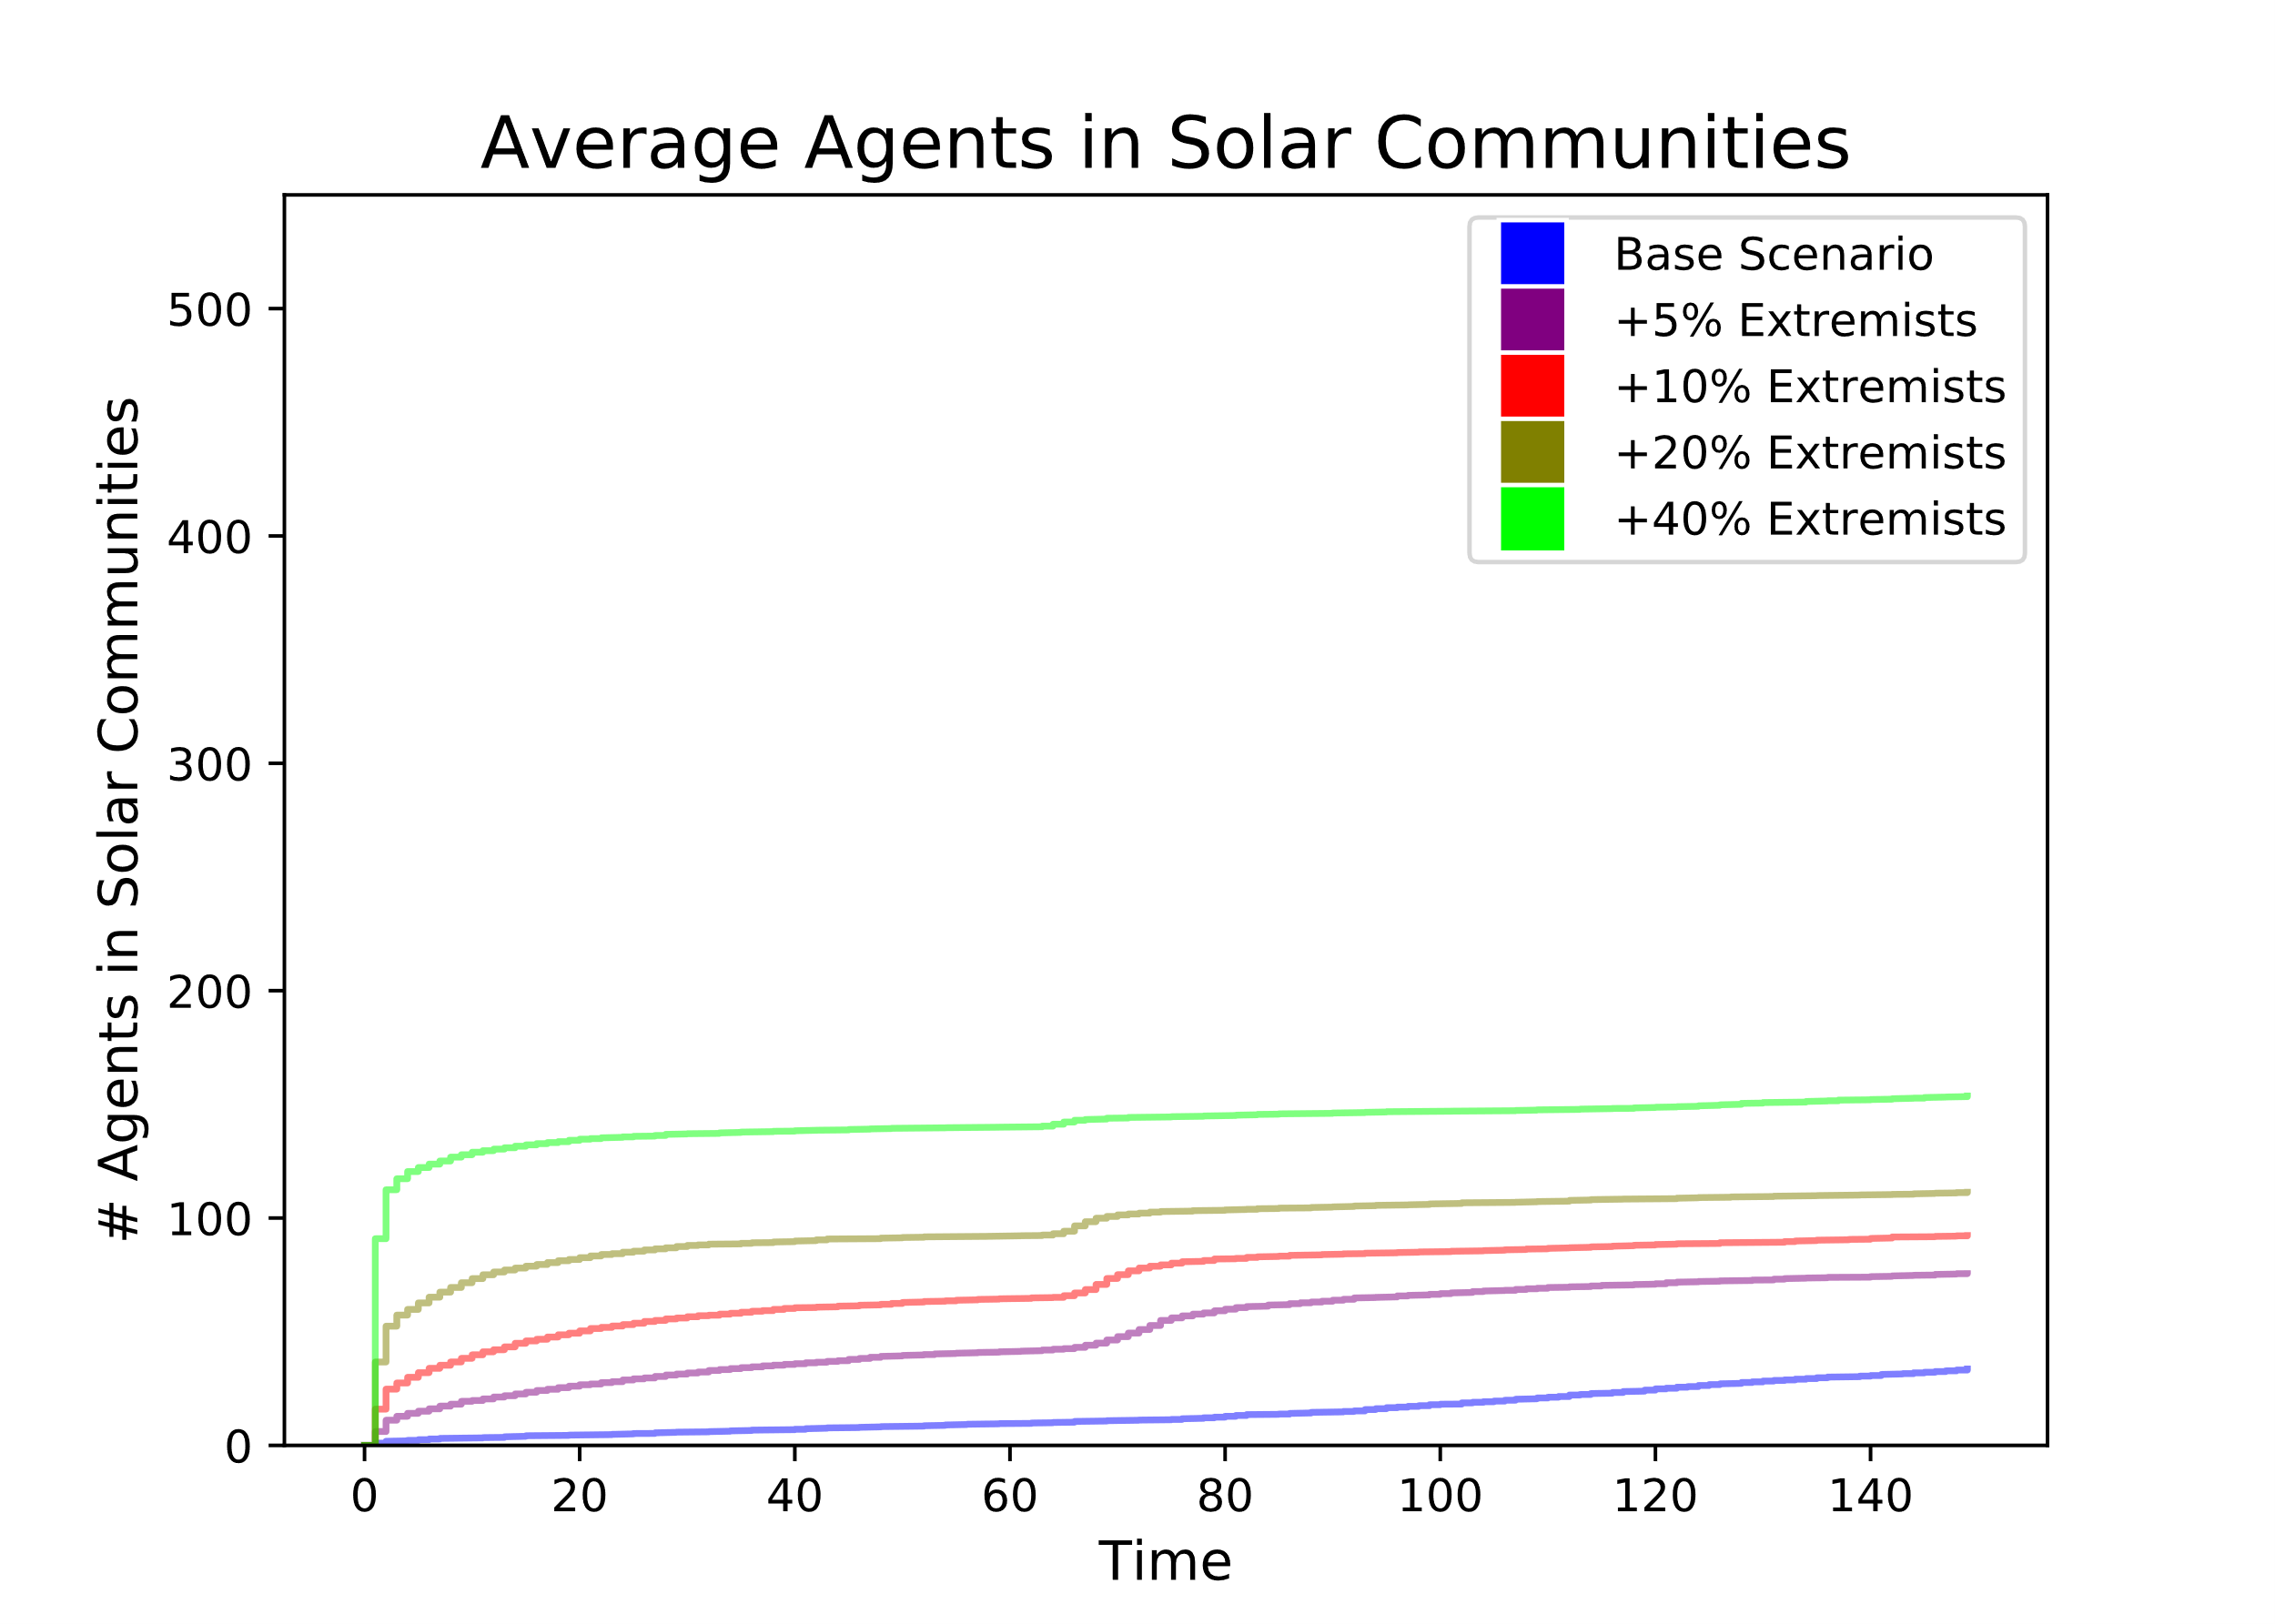 Average Agents in Solar Communities
Base Scenario
+5% Extremists
+10% Extremists
+20% Extremists
+40% Extremists
# Agents in Solar Communities
500
400
300
200
100
0
0 20 40 60 80 100 120 140
Time